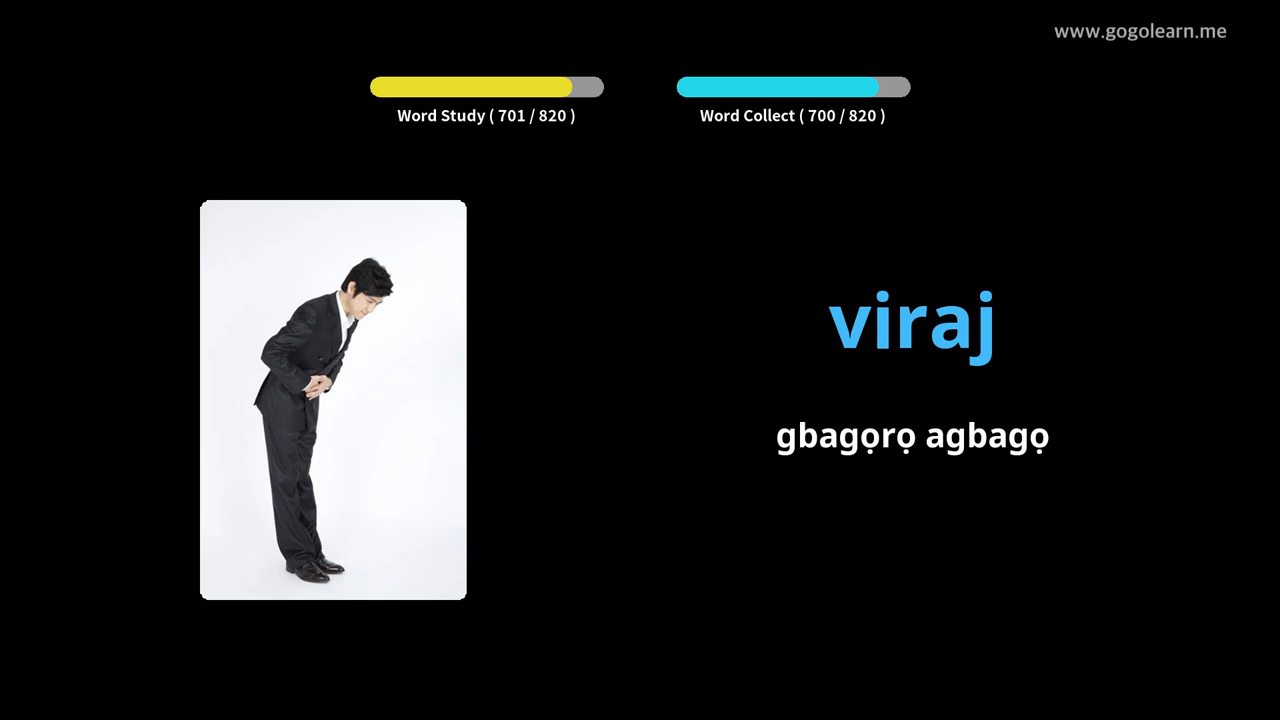 www.gogolearn.me
Word Study ( 701 / 820 )
Word Collect ( 700 / 820 )
viraj
gbagọrọ agbagọ